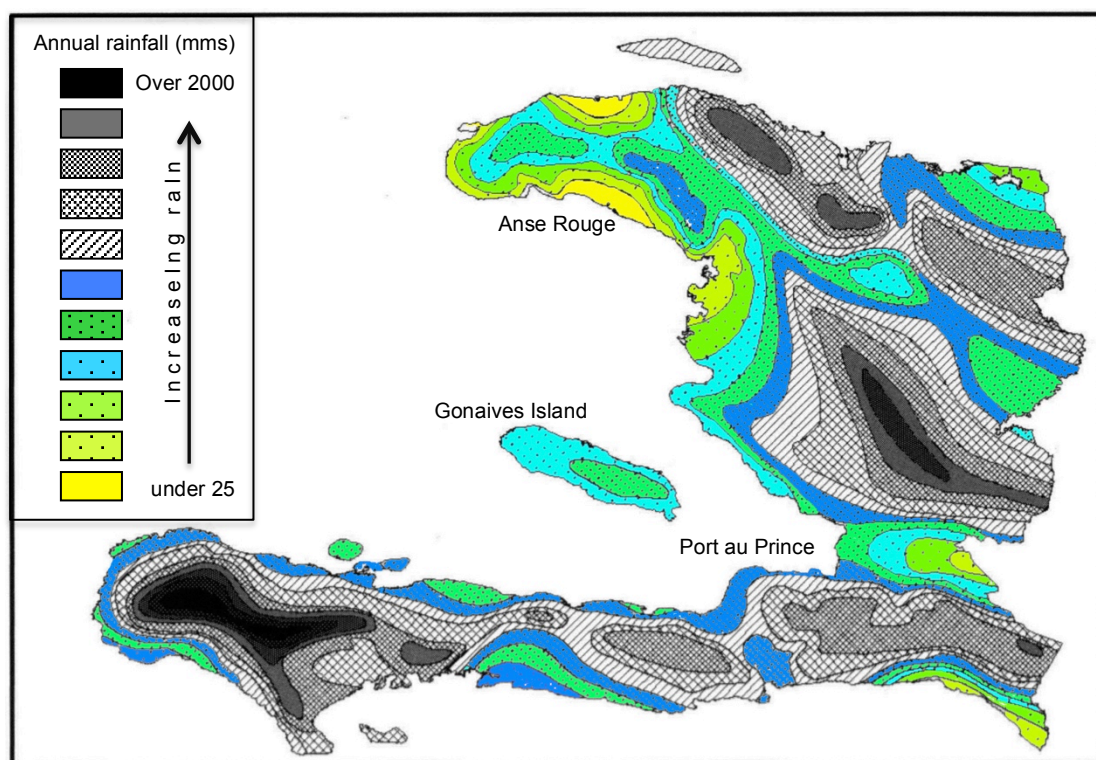 Annual rainfall (mms)
Over 2000
IncreaseIng raIn
under 25
Anse Rouge
Gonaives Island
Port au Prince